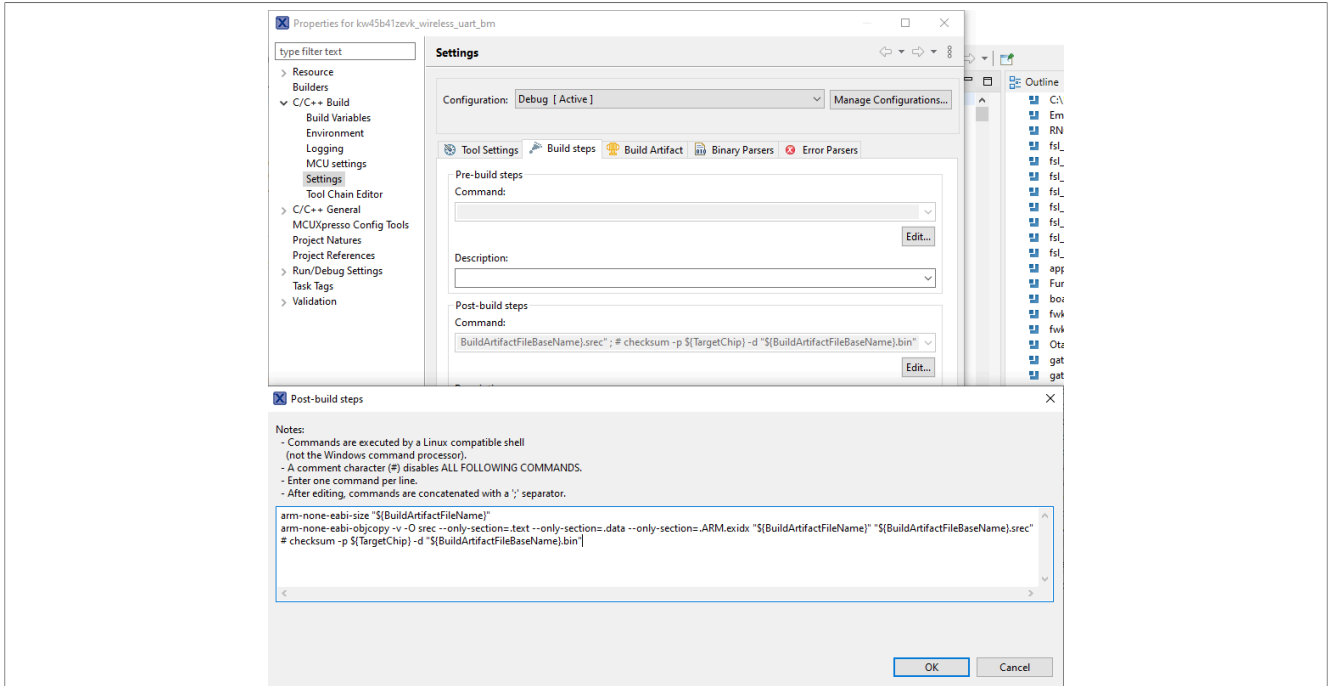 Properties for kw45b41zevk_wireless_uart_bm
type filter text
Resource
Builders
C/C++ Build
Build Variables
Environment
Logging
MCU settings
Settings
Tool Chain Editor
C/C++ General
MCUXpresso Config Tools
Project Natures
Project References
Run/Debug Settings
Task Tags
Validation
Settings
Configuration: Debug [ Active ] Manage Configurations...
Tool Settings Build steps Build Artifact Binary Parsers Error Parsers
Pre-build steps
Command:
Edit...
Description:
Post-build steps
Command:
BuildArtifactFileBaseName}.srec" ; # checksum -p ${TargetChip} -d "${BuildArtifactFileBaseName}.bin"
Edit...
Outline
C:\
Em
RN
fsl_
fsl_
fsl_
fsl_
fsl_
fsl_
fsl_
fsl_
app
Fur
boa
fwk
fwk
Ota
gat
gat
Post-build steps
Notes:
- Commands are executed by a Linux compatible shell
(not the Windows command processor).
- A comment character (#) disables ALL FOLLOWING COMMANDS.
- Enter one command per line.
- After editing, commands are concatenated with a ';' separator.
arm-none-eabi-size "${BuildArtifactFileName}"
arm-none-eabi-objcopy -v -O srec --only-section=.text --only-section=.data --only-section=.ARM.exidx "${BuildArtifactFileName}" "${BuildArtifactFileBaseName}.srec"
# checksum -p ${TargetChip} -d "${BuildArtifactFileBaseName}.bin"
OK Cancel